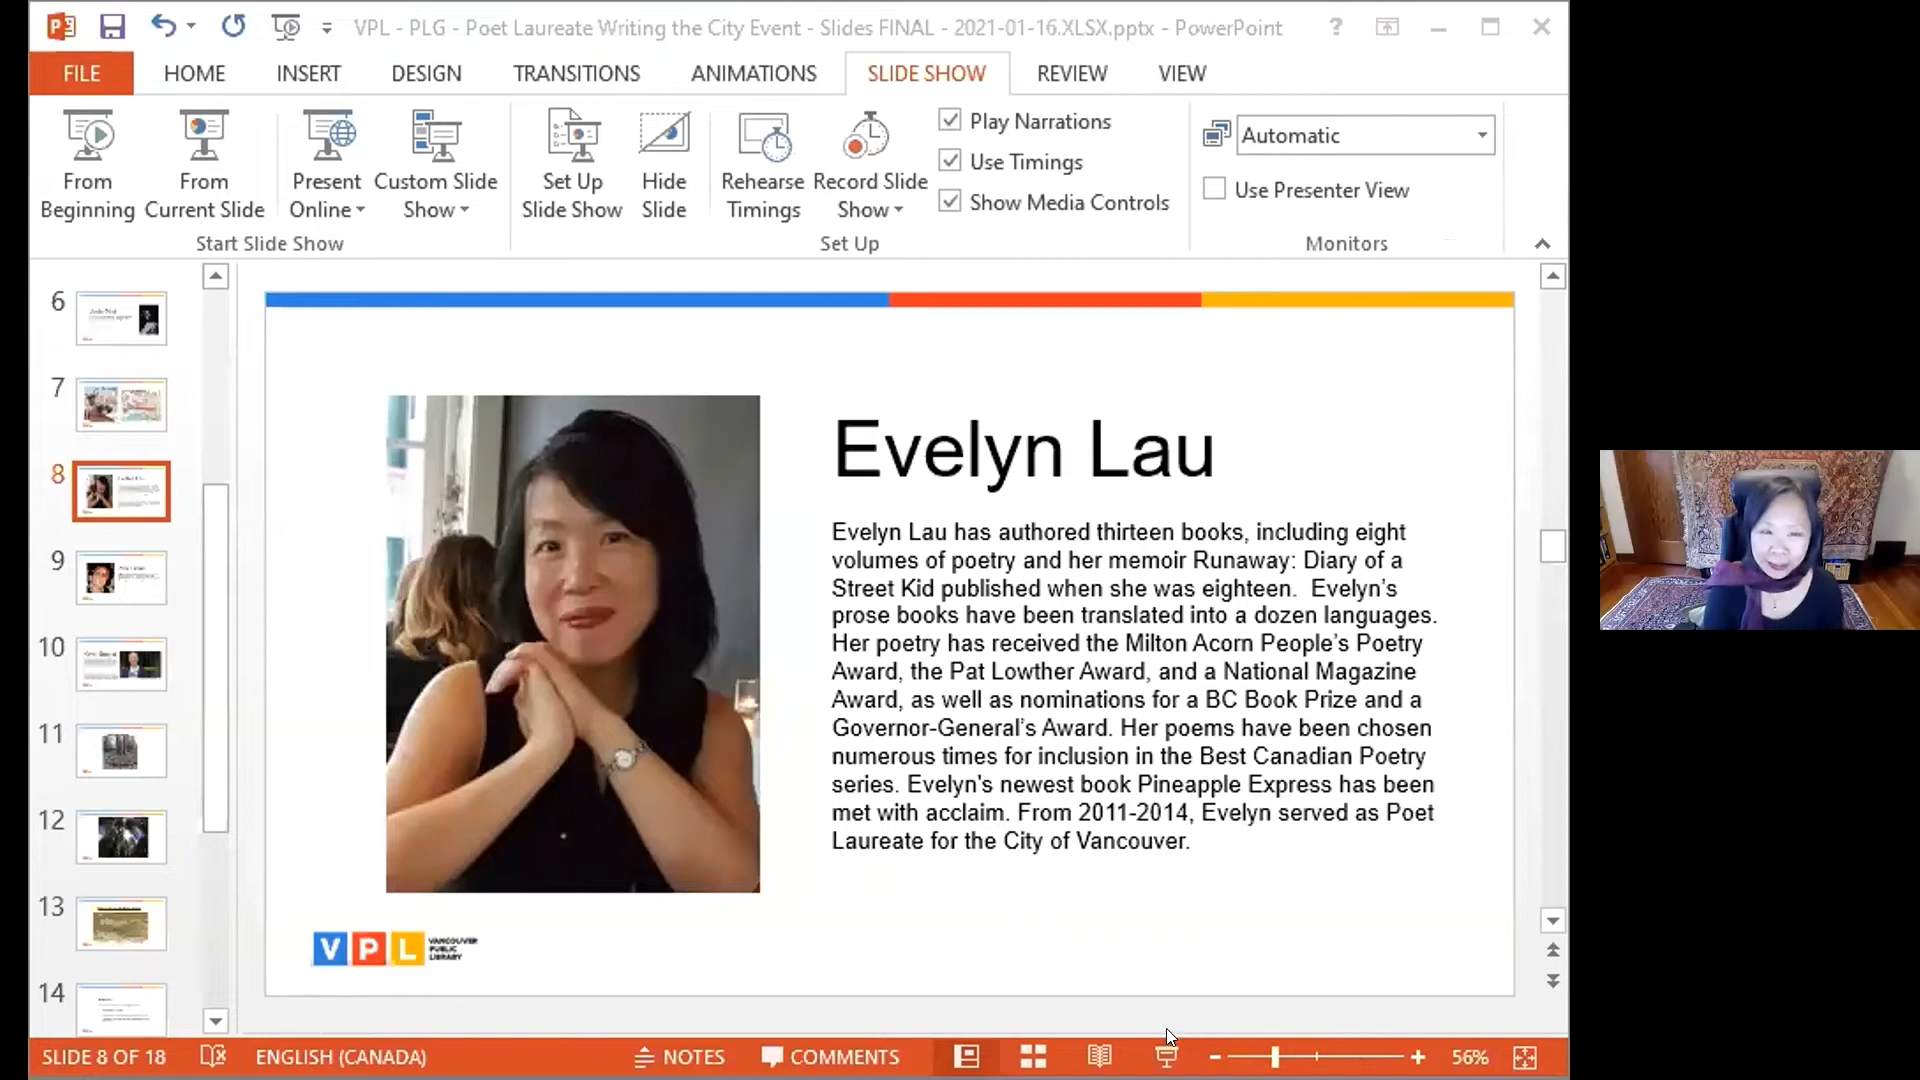 VPL - PLG - Poet Laureate Writing the City Event - Slides FINAL - 2021-01-16.XLSX.pptx - PowerPoint
FILE HOME INSERT DESIGN TRANSITIONS ANIMATIONS SLIDE SHOW REVIEW VIEW
From Beginning
From Current Slide
Present Online
Custom Slide Show
Set Up Slide Show
Hide Slide
Rehearse Timings
Record Slide Show
Play Narrations
Use Timings
Show Media Controls
Automatic
Use Presenter View
Start Slide Show
Set Up
Monitors
6
7
8
9
10
11
12
13
14
Evelyn Lau
Evelyn Lau has authored thirteen books, including eight
volumes of poetry and her memoir Runaway: Diary of a
Street Kid published when she was eighteen.  Evelyn's
prose books have been translated into a dozen languages.
Her poetry has received the Milton Acorn People's Poetry
Award, the Pat Lowther Award, and a National Magazine
Award, as well as nominations for a BC Book Prize and a
Governor-General's Award. Her poems have been chosen
numerous times for inclusion in the Best Canadian Poetry
series. Evelyn's newest book Pineapple Express has been
met with acclaim. From 2011-2014, Evelyn served as Poet
Laureate for the City of Vancouver.
VPL
VANCOUVER
PUBLIC
LIBRARY
SLIDE 8 OF 18 ENGLISH (CANADA) NOTES COMMENTS 56%